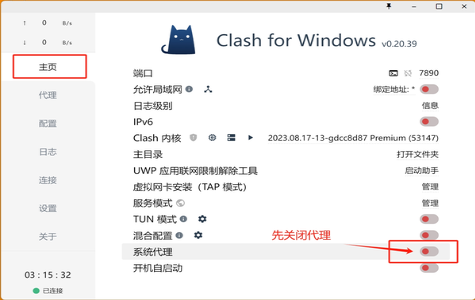 ↑ 0 B/s
↓ 0 B/s
主页
代理
配置
日志
连接
设置
关于
03 : 15 : 32
已连接
Clash for Windows v0.20.39
端口 7890
允许局域网 绑定地址: *
日志级别 信息
IPv6
Clash 内核 2023.08.17-13-gdcc8d87 Premium (53147)
主目录 打开文件夹
UWP 应用联网限制解除工具 启动助手
虚拟网卡安装（TAP 模式） 管理
服务模式 管理
TUN 模式
混合配置
先关闭代理
系统代理
开机自启动